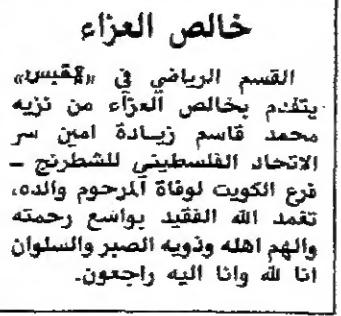 خالص العزاء
القسم الرياضي في «القبس»
يتقدم بخالص العزاء من نزيه
محمد قاسم زيادة امين سر
الاتحاد الفلسطيني للشطرنج ـ
فرع الكويت لوفاة المرحوم والده،
تغمد الله الفقيد بواسع رحمته
والهم اهله وذويه الصبر والسلوان
انا لله وانا اليه راجعون.